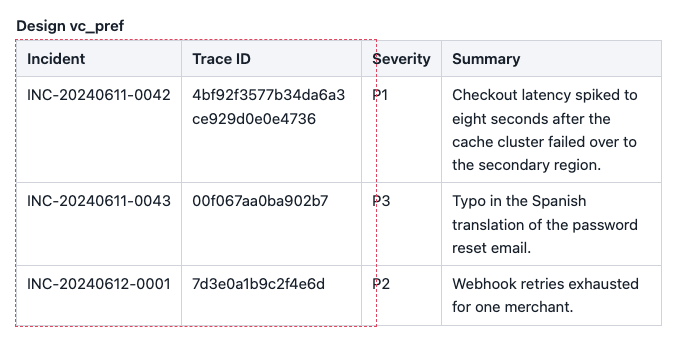 Design vc_pref
Incident Trace ID Severity Summary
INC-20240611-0042 4bf92f3577b34da6a3 P1 Checkout latency spiked to
ce929d0e0e4736 eight seconds after the
cache cluster failed over to
the secondary region.
INC-20240611-0043 00f067aa0ba902b7 P3 Typo in the Spanish
translation of the password
reset email.
INC-20240612-0001 7d3e0a1b9c2f4e6d P2 Webhook retries exhausted
for one merchant.